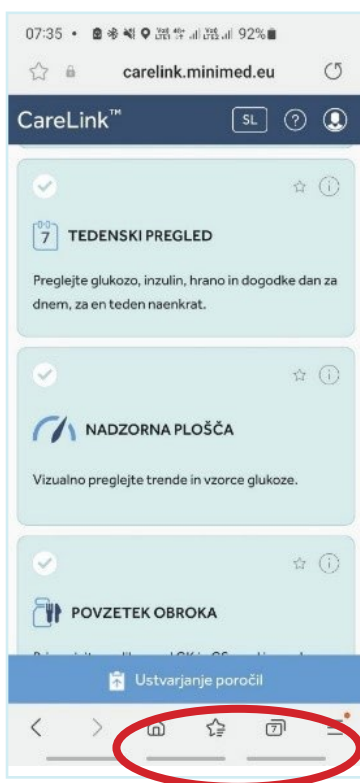 07:35 • 92%
carelink.minimed.eu
CareLink™ SL ?
7 TEDENSKI PREGLED
Preglejte glukozo, inzulin, hrano in dogodke dan za
dnem, za en teden naenkrat.
NADZORNA PLOŠČA
Vizualno preglejte trende in vzorce glukoze.
POVZETEK OBROKA
Ustvarjanje poročil
7